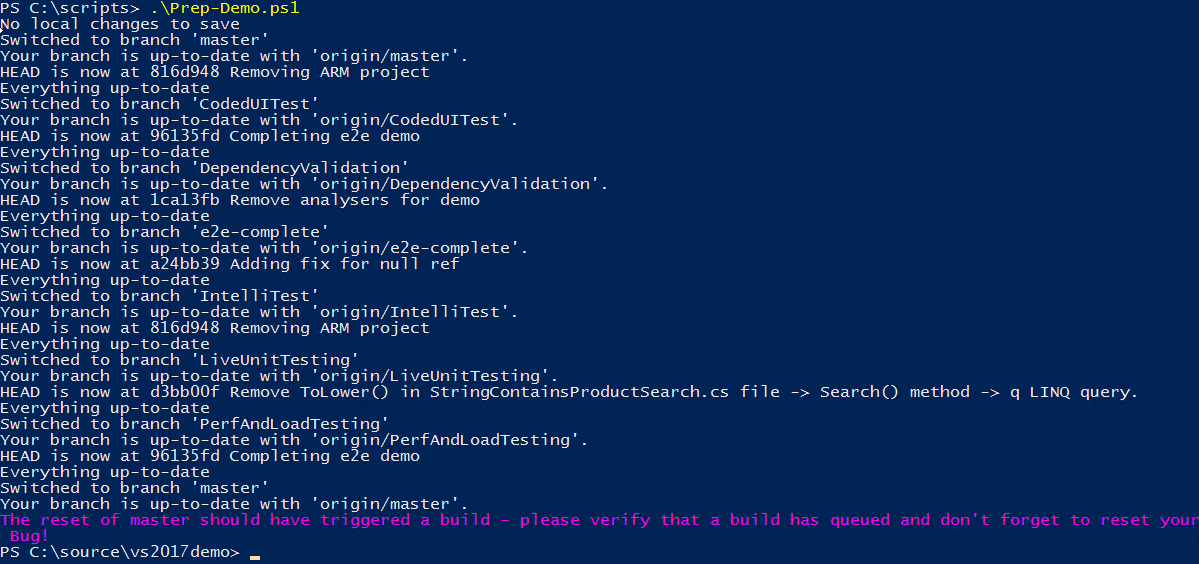 PS C:\scripts> .\Prep-Demo.ps1
No local changes to save
Switched to branch 'master'
Your branch is up-to-date with 'origin/master'.
HEAD is now at 816d948 Removing ARM project
Everything up-to-date
Switched to branch 'CodedUITest'
Your branch is up-to-date with 'origin/CodedUITest'.
HEAD is now at 96135fd Completing e2e demo
Everything up-to-date
Switched to branch 'DependencyValidation'
Your branch is up-to-date with 'origin/DependencyValidation'.
HEAD is now at 1ca13fb Remove analysers for demo
Everything up-to-date
Switched to branch 'e2e-complete'
Your branch is up-to-date with 'origin/e2e-complete'.
HEAD is now at a24bb39 Adding fix for null ref
Everything up-to-date
Switched to branch 'IntelliTest'
Your branch is up-to-date with 'origin/IntelliTest'.
HEAD is now at 816d948 Removing ARM project
Everything up-to-date
Switched to branch 'LiveUnitTesting'
Your branch is up-to-date with 'origin/LiveUnitTesting'.
HEAD is now at d3bb00f Remove ToLower() in StringContainsProductSearch.cs file -> Search() method -> q LINQ query.
Everything up-to-date
Switched to branch 'PerfAndLoadTesting'
Your branch is up-to-date with 'origin/PerfAndLoadTesting'.
HEAD is now at 96135fd Completing e2e demo
Everything up-to-date
Switched to branch 'master'
Your branch is up-to-date with 'origin/master'.
The reset of master should have triggered a build - please verify that a build has queued and don't forget to reset your
Bug!
PS C:\source\vs2017demo>